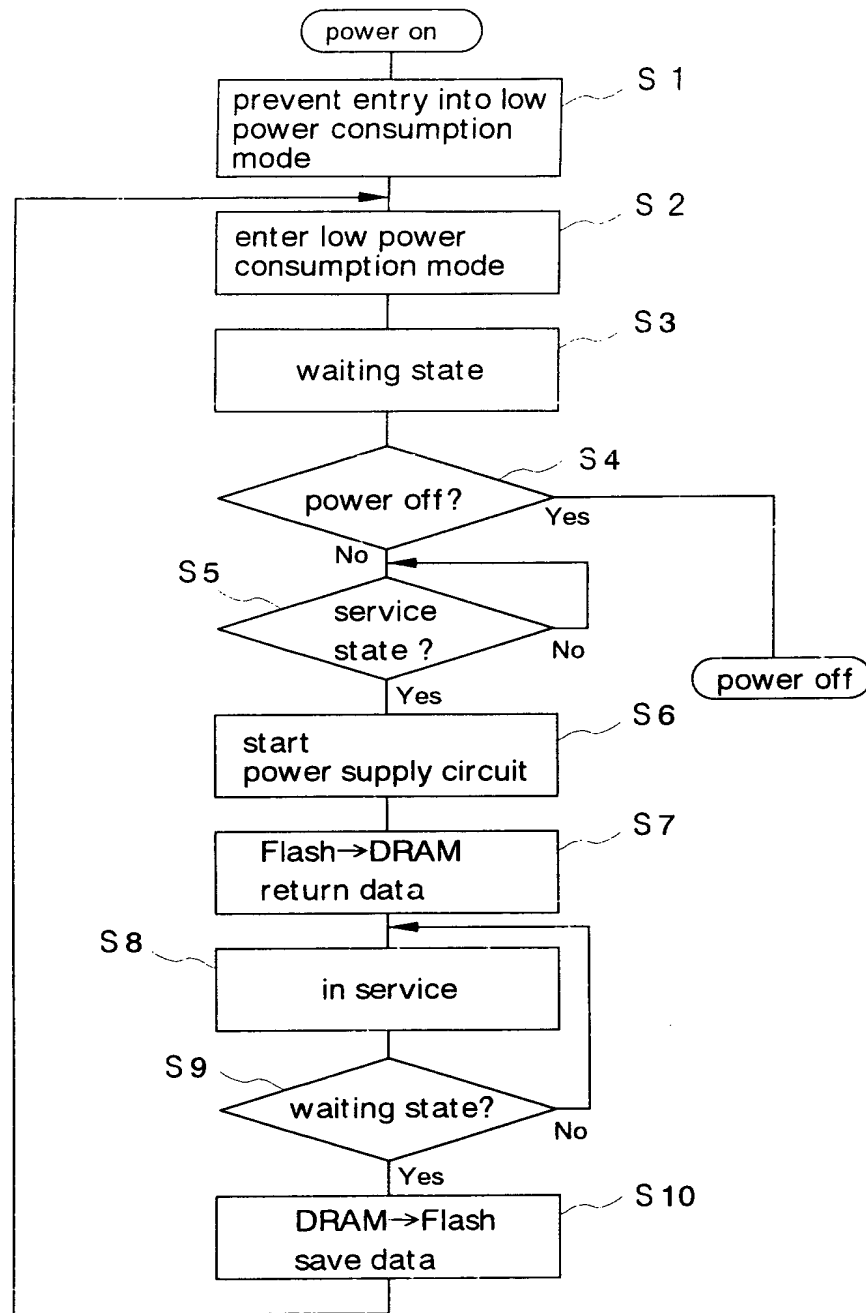 power on
S 1
prevent entry into low
power consumption
mode
S 2
enter low power
consumption mode
S 3
waiting state
S 4
power off?
Yes
No
S 5
service
state ?
No
Yes
power off
S 6
start
power supply circuit
S 7
Flash→DRAM
return data
S 8
in service
S 9
waiting state?
No
Yes
S 10
DRAM→Flash
save data